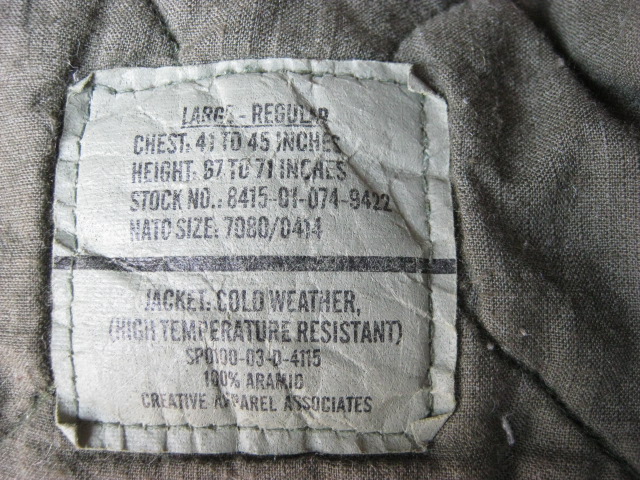 LARGE - REGULAR
CHEST: 41 TO 45 INCHES
HEIGHT: 67 TO 71 INCHES
STOCK NO.: 8415-01-074-9422
NATO SIZE: 7080/0414
JACKET, COLD WEATHER,
(HIGH TEMPERATURE RESISTANT)
SPO100-03-D-4115
100% ARAMID
CREATIVE APPAREL ASSOCIATES